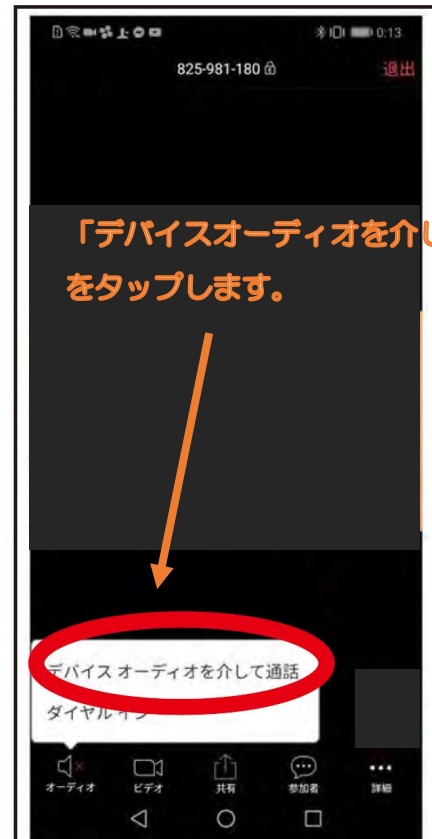 0:13
825-981-180
退出
「デバイスオーディオを介し
をタップします。
デバイス オーディオを介して通話
ダイヤル イン
オーディオ
ビデオ
共有
参加者
詳細